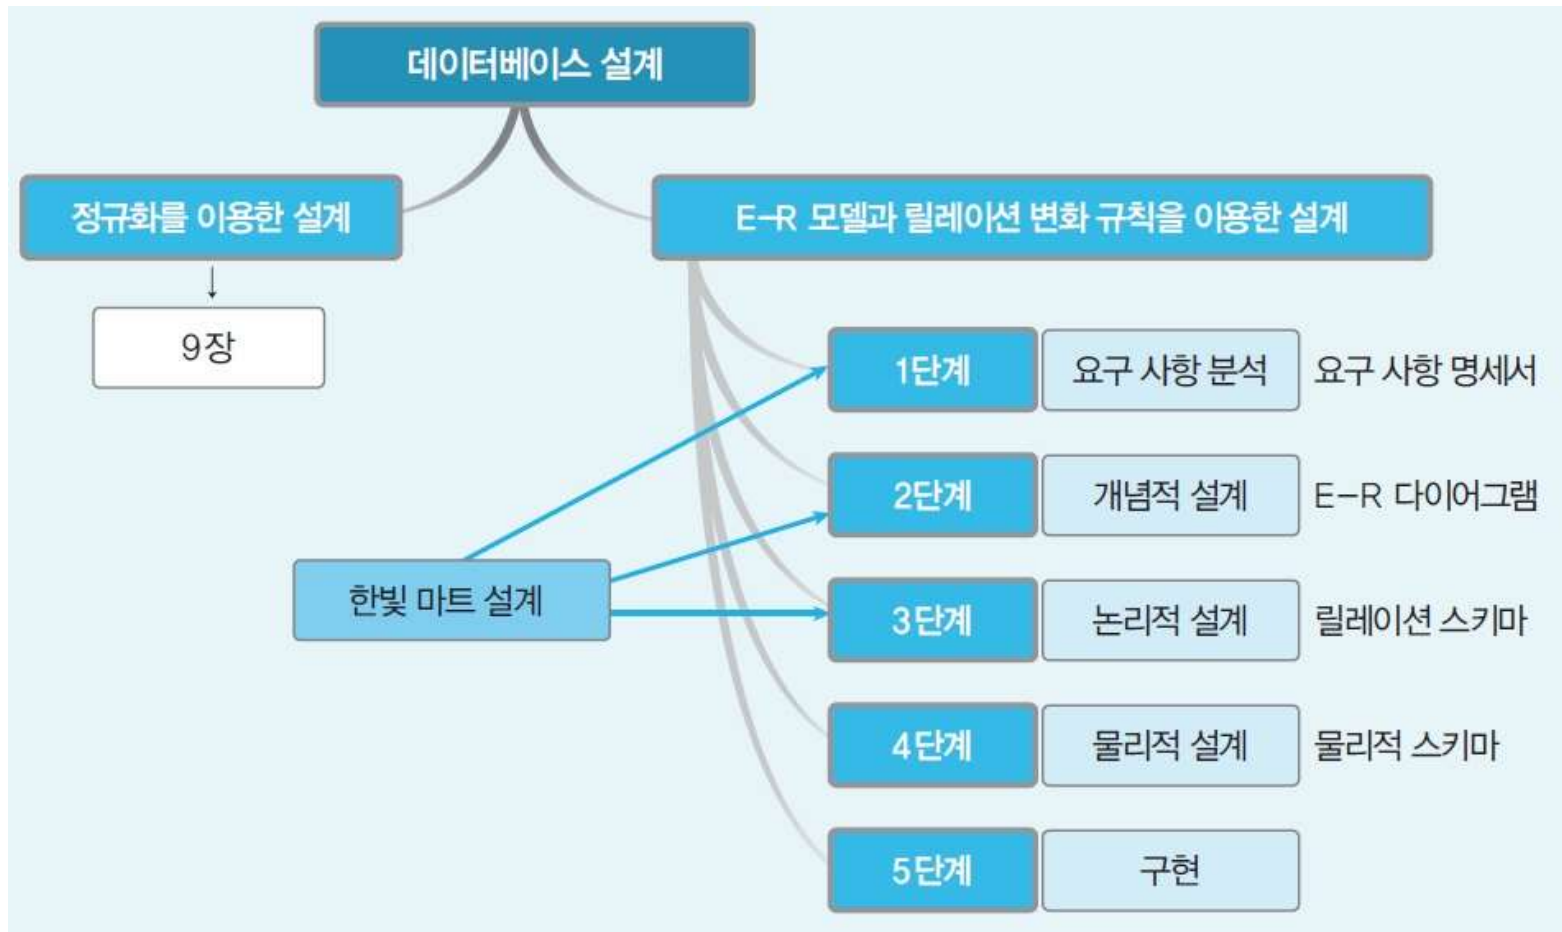 데이터베이스 설계
정규화를 이용한 설계
E-R 모델과 릴레이션 변화 규칙을 이용한 설계
9장
1단계 요구 사항 분석 요구 사항 명세서
2단계 개념적 설계 E-R 다이어그램
한빛 마트 설계
3단계 논리적 설계 릴레이션 스키마
4단계 물리적 설계 물리적 스키마
5단계 구현